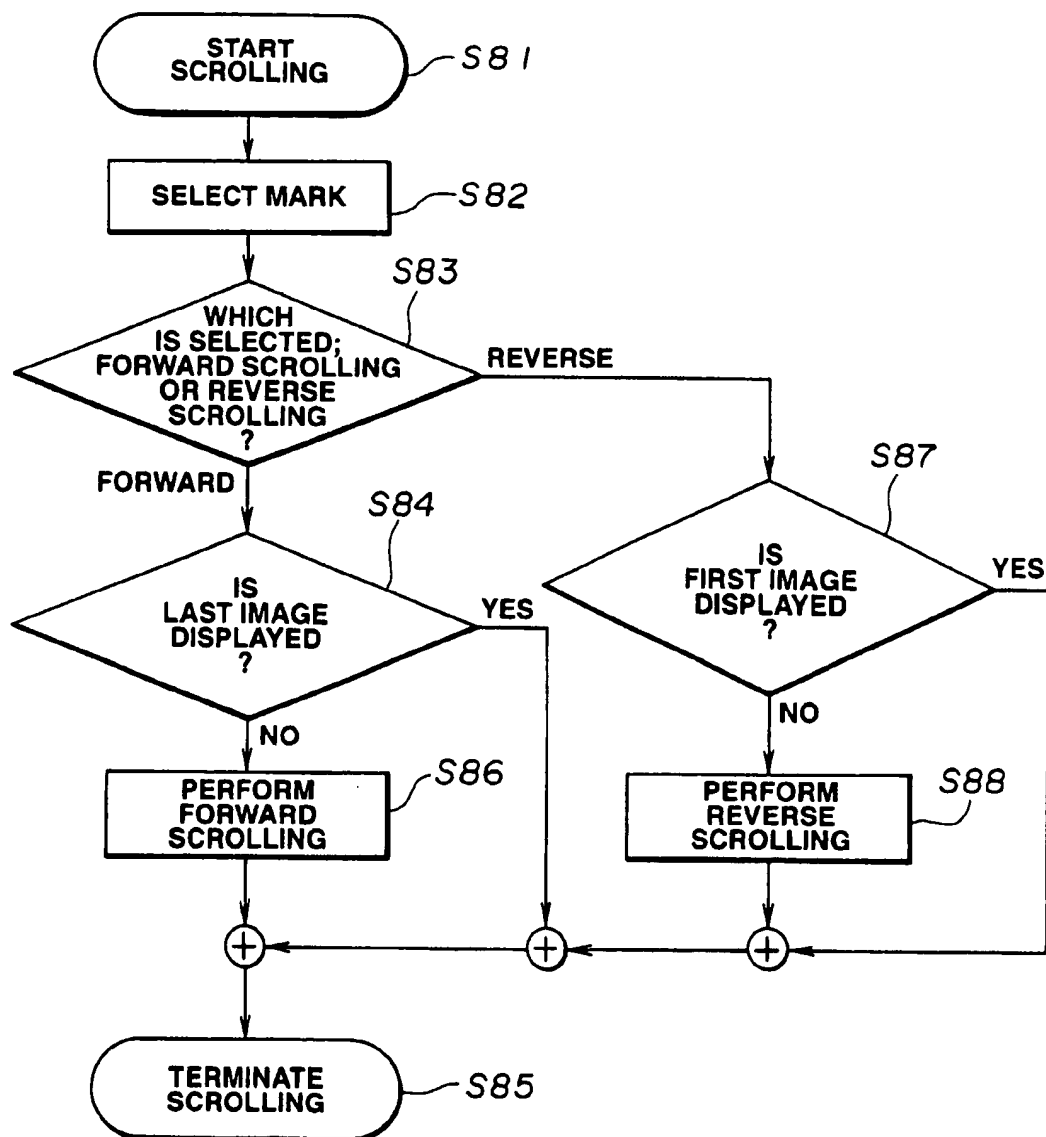 START
SCROLLING
S81
SELECT MARK
S82
S83
WHICH
IS SELECTED;
FORWARD SCROLLING
OR REVERSE
SCROLLING
?
REVERSE
FORWARD
S84
IS
LAST IMAGE
DISPLAYED
?
YES
S87
IS
FIRST IMAGE
DISPLAYED
?
YES
NO
NO
PERFORM
FORWARD
SCROLLING
S86
PERFORM
REVERSE
SCROLLING
S88
+
+
+
TERMINATE
SCROLLING
S85